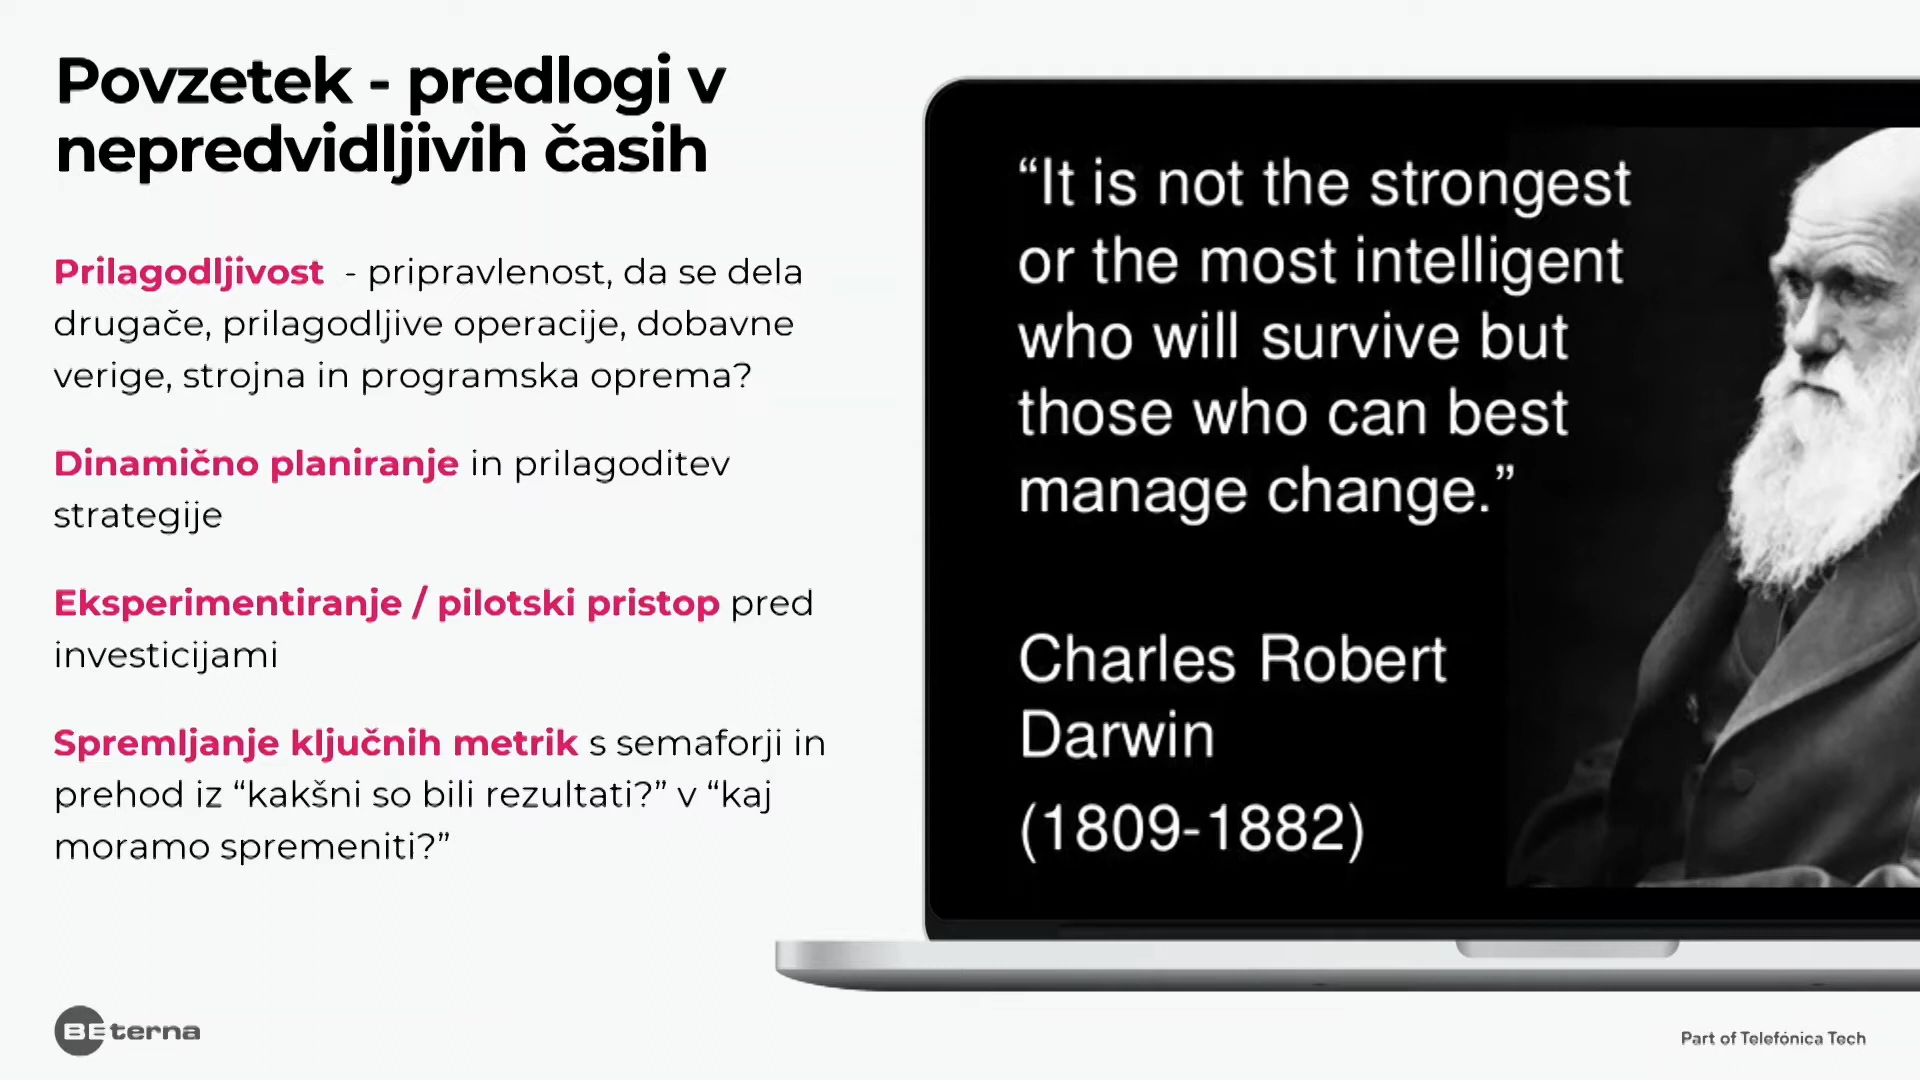 Povzetek - predlogi v
nepredvidljivih časih
Prilagodljivost - pripravlenost, da se dela
drugače, prilagodljive operacije, dobavne
verige, strojna in programska oprema?
Dinamično planiranje in prilagoditev
strategije
Eksperimentiranje / pilotski pristop pred
investicijami
Spremljanje ključnih metrik s semaforji in
prehod iz “kakšni so bili rezultati?” v “kaj
moramo spremeniti?”
“It is not the strongest
or the most intelligent
who will survive but
those who can best
manage change.”
Charles Robert
Darwin
(1809-1882)
BEterna
Part of Telefónica Tech